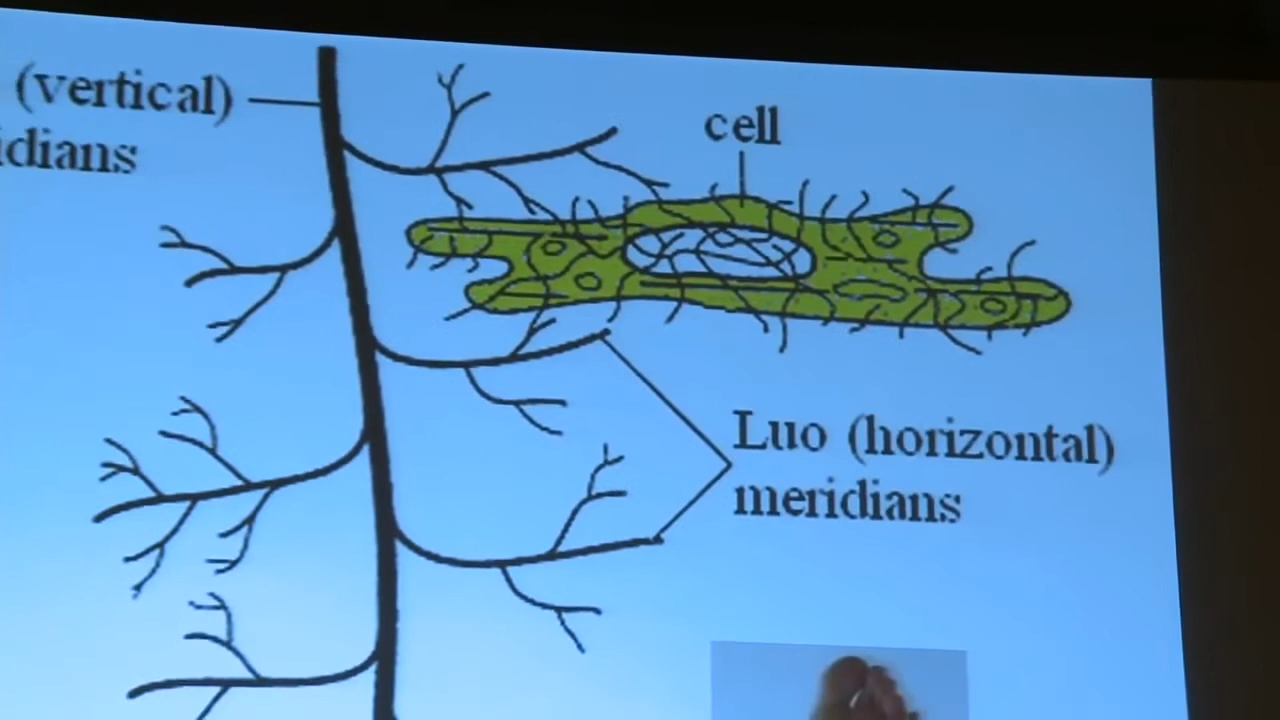 (vertical)
idians
cell
Luo (horizontal)
meridians